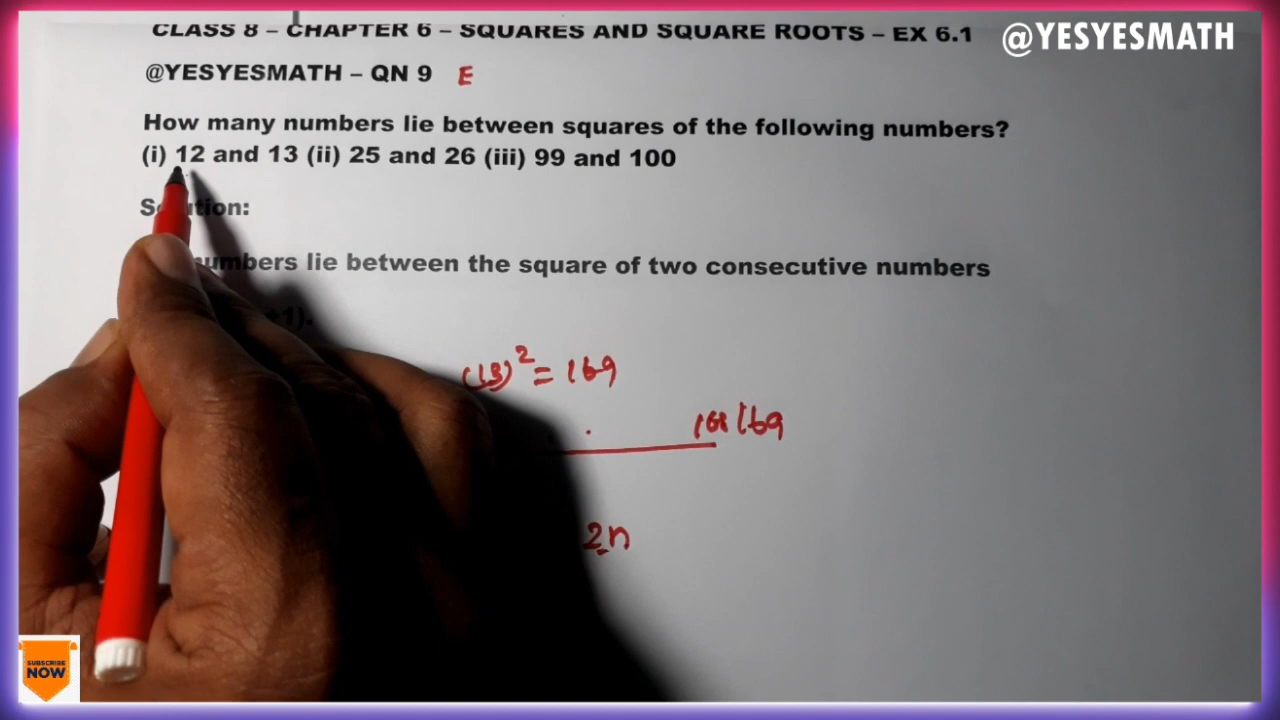 CLASS 8 – CHAPTER 6 – SQUARES AND SQUARE ROOTS – EX 6.1
@YESYESMATH
@YESYESMATH – QN 9 E
How many numbers lie between squares of the following numbers?
(i) 12 and 13 (ii) 25 and 26 (iii) 99 and 100
numbers lie between the square of two consecutive numbers
(13)² = 169
168 169
2n
SUBSCRIBE
NOW